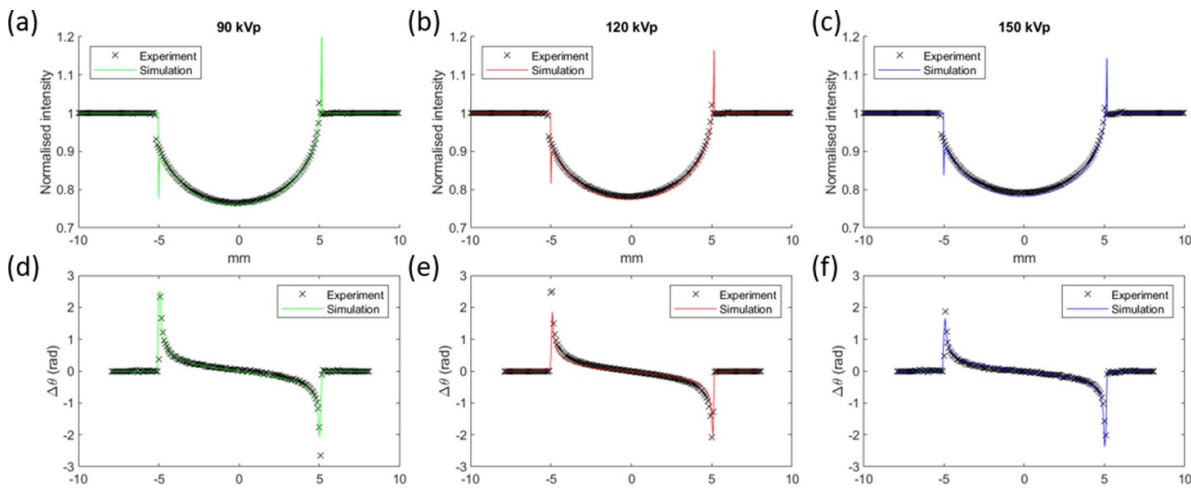 (a)
90 kVp
1.2
1.1
1
0.9
0.8
0.7
Normalised intensity
Experiment
Simulation
-10
-5
0
5
10
mm
(b)
120 kVp
1.2
1.1
1
0.9
0.8
0.7
Normalised intensity
Experiment
Simulation
-10
-5
0
5
10
mm
(c)
150 kVp
1.2
1.1
1
0.9
0.8
0.7
Normalised intensity
Experiment
Simulation
-10
-5
0
5
10
mm
(d)
3
2
1
0
-1
-2
-3
Δθ (rad)
Experiment
Simulation
-10
-5
0
5
10
(e)
3
2
1
0
-1
-2
-3
Δθ (rad)
Experiment
Simulation
-10
-5
0
5
10
(f)
3
2
1
0
-1
-2
-3
Δθ (rad)
Experiment
Simulation
-10
-5
0
5
10